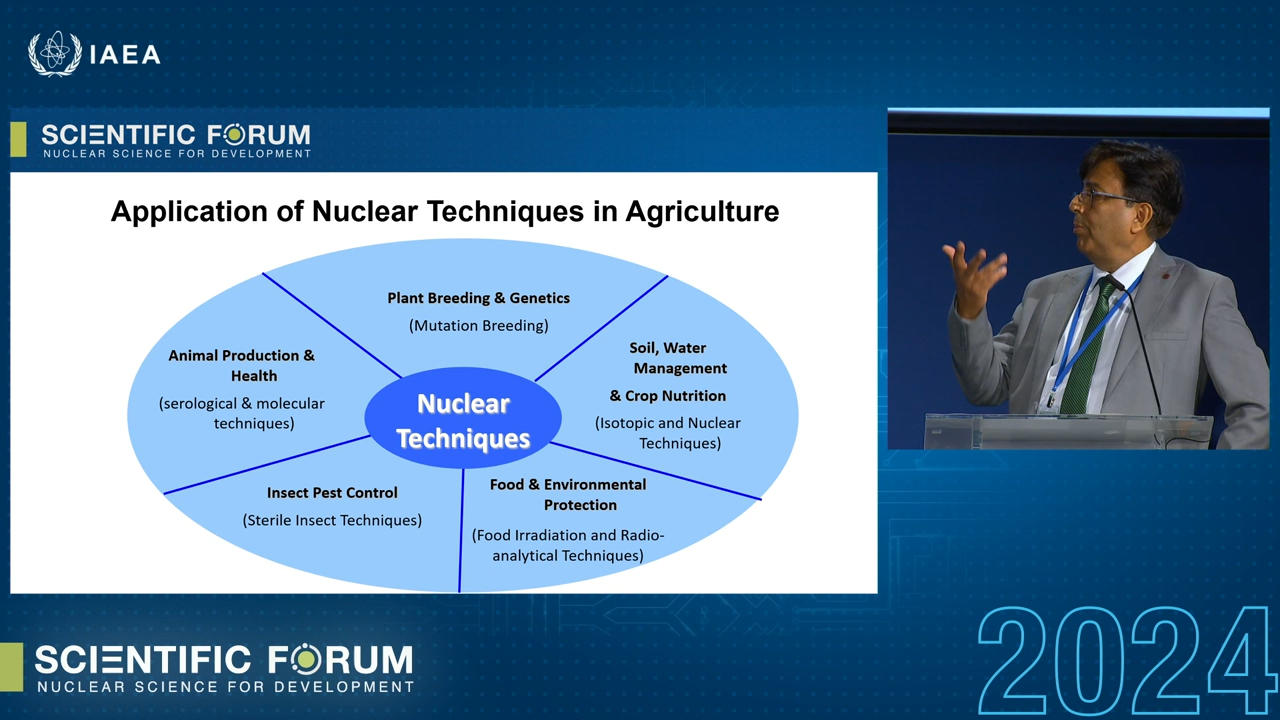 IAEA
SCIENTIFIC FORUM
NUCLEAR SCIENCE FOR DEVELOPMENT
Application of Nuclear Techniques in Agriculture
Plant Breeding & Genetics
(Mutation Breeding)
Animal Production &
Health
(serological & molecular
techniques)
Soil, Water
Management
& Crop Nutrition
(Isotopic and Nuclear
Techniques)
Nuclear
Techniques
Insect Pest Control
(Sterile Insect Techniques)
Food & Environmental
Protection
(Food Irradiation and Radio-
analytical Techniques)
SCIENTIFIC FORUM
NUCLEAR SCIENCE FOR DEVELOPMENT
2024